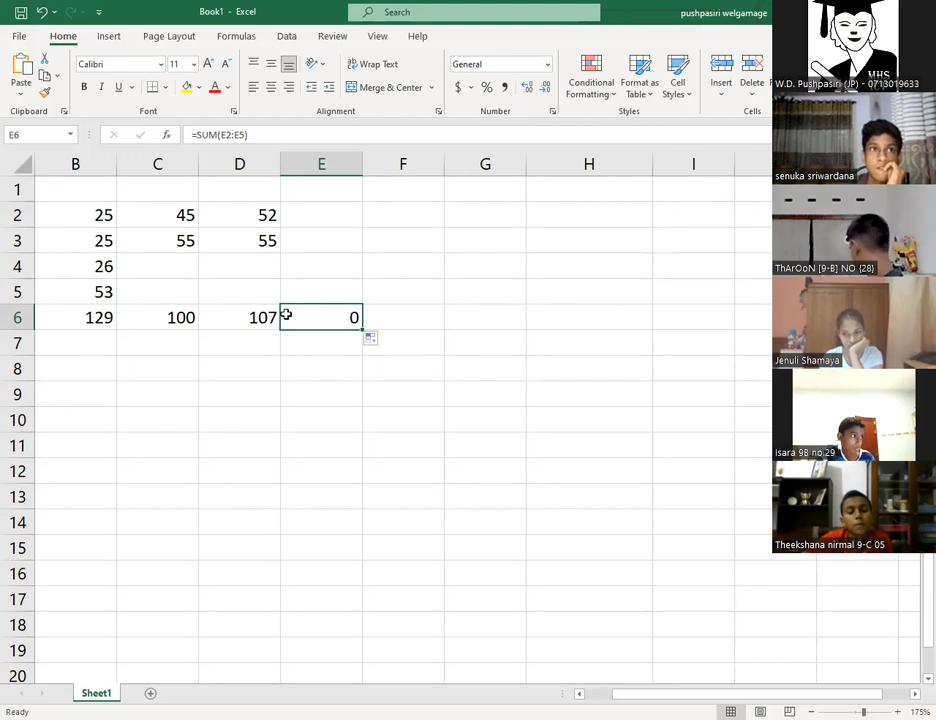 Book1 - Excel
Search
pushpasiri welgamage
File Home Insert Page Layout Formulas Data Review View Help
Paste
Calibri 11
B I U
A A
Wrap Text
Merge & Center
General
$ % ,
Conditional Formatting
Format as Table
Cell Styles
Insert
Delete
Clipboard Font Alignment Number Styles Cells
E6 fx =SUM(E2:E5)
B C D E F G H I
1
2 25 45 52
3 25 55 55
4 26
5 53
6 129 100 107 0
7
8
9
10
11
12
13
14
15
16
17
18
19
20
Sheet1
Ready
175%
MHS
W.D. Pushpasiri (JP) - 0713019633
senuka sriwardana
ThArOoN [9-B] NO {28}
Jenuli Shamaya
Isara 9B no.29
Theekshana nirmal 9-C 05